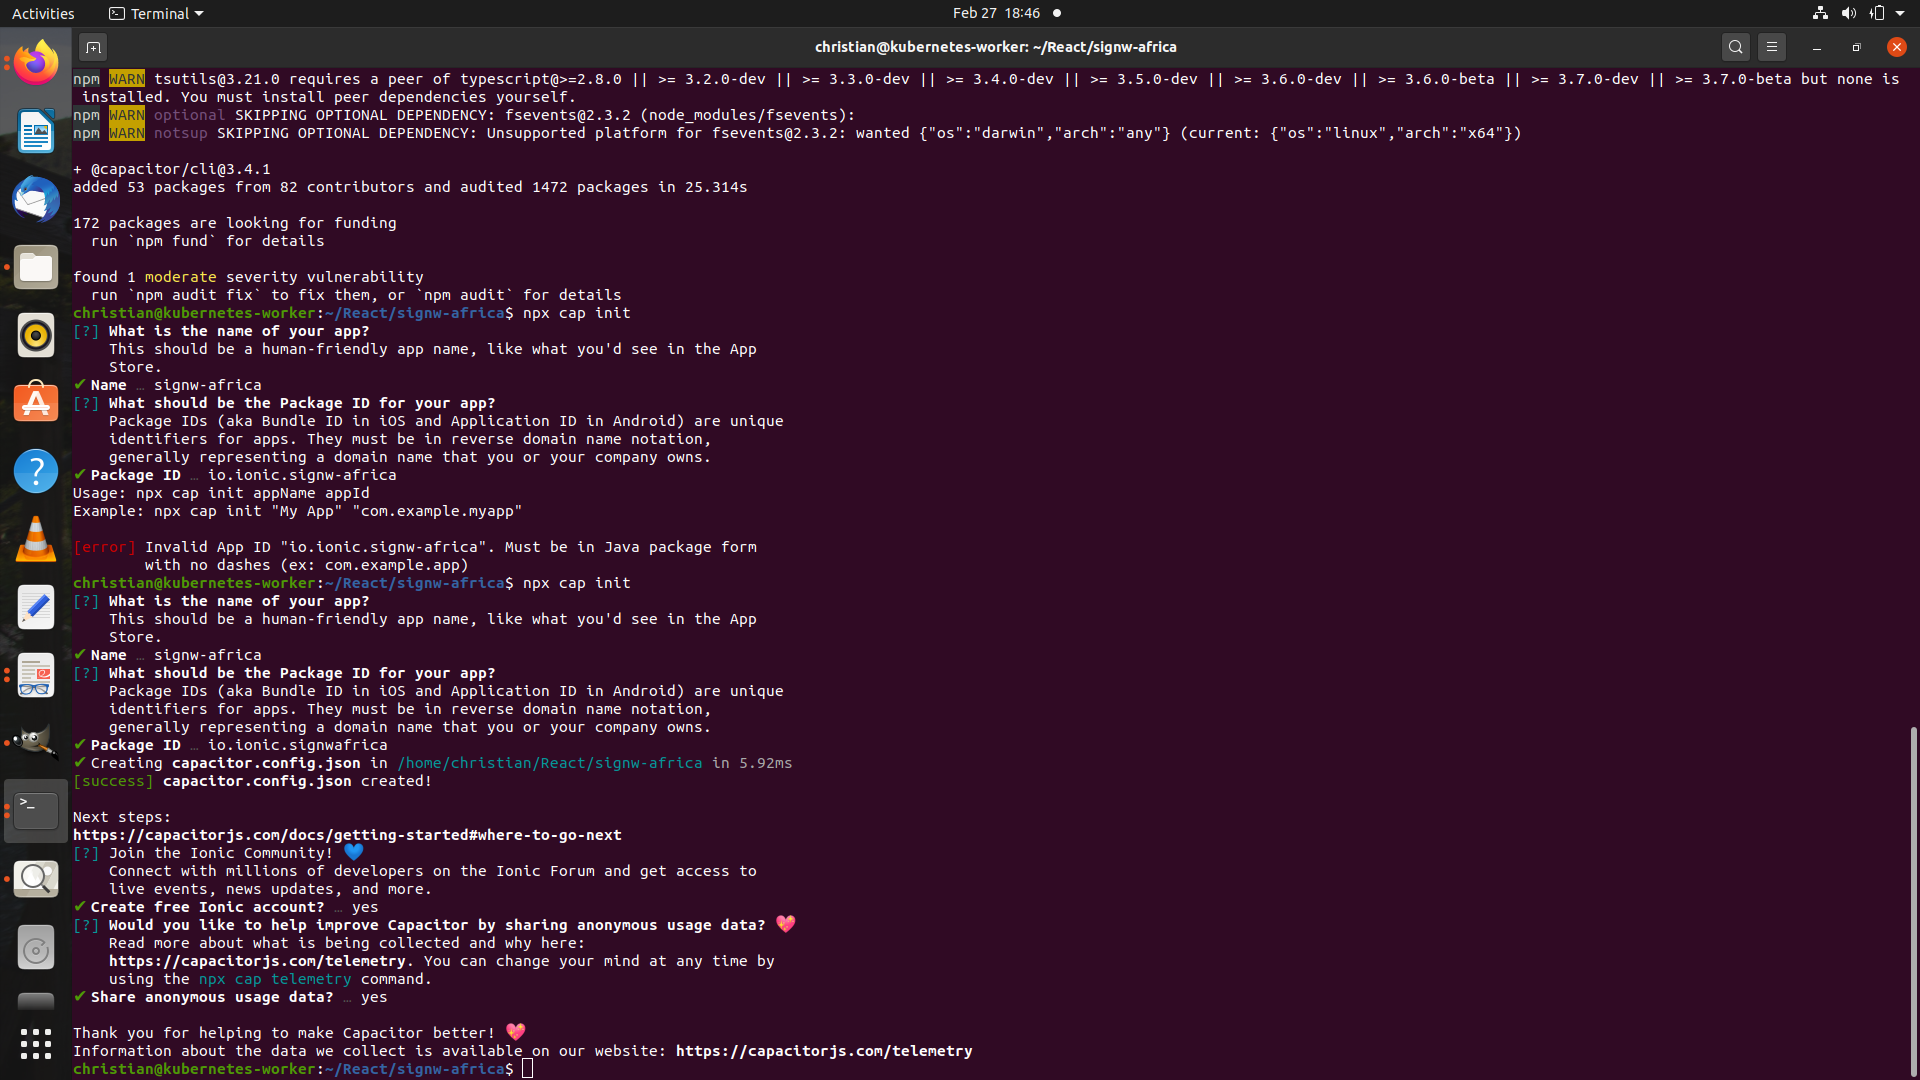 Activities
Terminal
Feb 27 18:46
christian@kubernetes-worker: ~/React/signw-africa
npm WARN tsutils@3.21.0 requires a peer of typescript@>=2.8.0 || >= 3.2.0-dev || >= 3.3.0-dev || >= 3.4.0-dev || >= 3.5.0-dev || >= 3.6.0-dev || >= 3.6.0-beta || >= 3.7.0-dev || >= 3.7.0-beta but none is
 installed. You must install peer dependencies yourself.
npm WARN optional SKIPPING OPTIONAL DEPENDENCY: fsevents@2.3.2 (node_modules/fsevents):
npm WARN notsup SKIPPING OPTIONAL DEPENDENCY: Unsupported platform for fsevents@2.3.2: wanted {"os":"darwin","arch":"any"} (current: {"os":"linux","arch":"x64"})
+ @capacitor/cli@3.4.1
added 53 packages from 82 contributors and audited 1472 packages in 25.314s
172 packages are looking for funding
  run `npm fund` for details
found 1 moderate severity vulnerability
  run `npm audit fix` to fix them, or `npm audit` for details
christian@kubernetes-worker:~/React/signw-africa$ npx cap init
[?] What is the name of your app?
    This should be a human-friendly app name, like what you'd see in the App
    Store.
✔ Name … signw-africa
[?] What should be the Package ID for your app?
    Package IDs (aka Bundle ID in iOS and Application ID in Android) are unique
    identifiers for apps. They must be in reverse domain name notation,
    generally representing a domain name that you or your company owns.
✔ Package ID … io.ionic.signw-africa
Usage: npx cap init appName appId
Example: npx cap init "My App" "com.example.myapp"
[error] Invalid App ID "io.ionic.signw-africa". Must be in Java package form
        with no dashes (ex: com.example.app)
christian@kubernetes-worker:~/React/signw-africa$ npx cap init
[?] What is the name of your app?
    This should be a human-friendly app name, like what you'd see in the App
    Store.
✔ Name … signw-africa
[?] What should be the Package ID for your app?
    Package IDs (aka Bundle ID in iOS and Application ID in Android) are unique
    identifiers for apps. They must be in reverse domain name notation,
    generally representing a domain name that you or your company owns.
✔ Package ID … io.ionic.signwafrica
✔ Creating capacitor.config.json in /home/christian/React/signw-africa in 5.92ms
[success] capacitor.config.json created!
Next steps:
https://capacitorjs.com/docs/getting-started#where-to-go-next
[?] Join the Ionic Community! 💙
    Connect with millions of developers on the Ionic Forum and get access to
    live events, news updates, and more.
✔ Create free Ionic account? … yes
[?] Would you like to help improve Capacitor by sharing anonymous usage data? 💖
    Read more about what is being collected and why here:
    https://capacitorjs.com/telemetry. You can change your mind at any time by
    using the npx cap telemetry command.
✔ Share anonymous usage data? … yes
Thank you for helping to make Capacitor better! 💖
Information about the data we collect is available on our website: https://capacitorjs.com/telemetry
christian@kubernetes-worker:~/React/signw-africa$